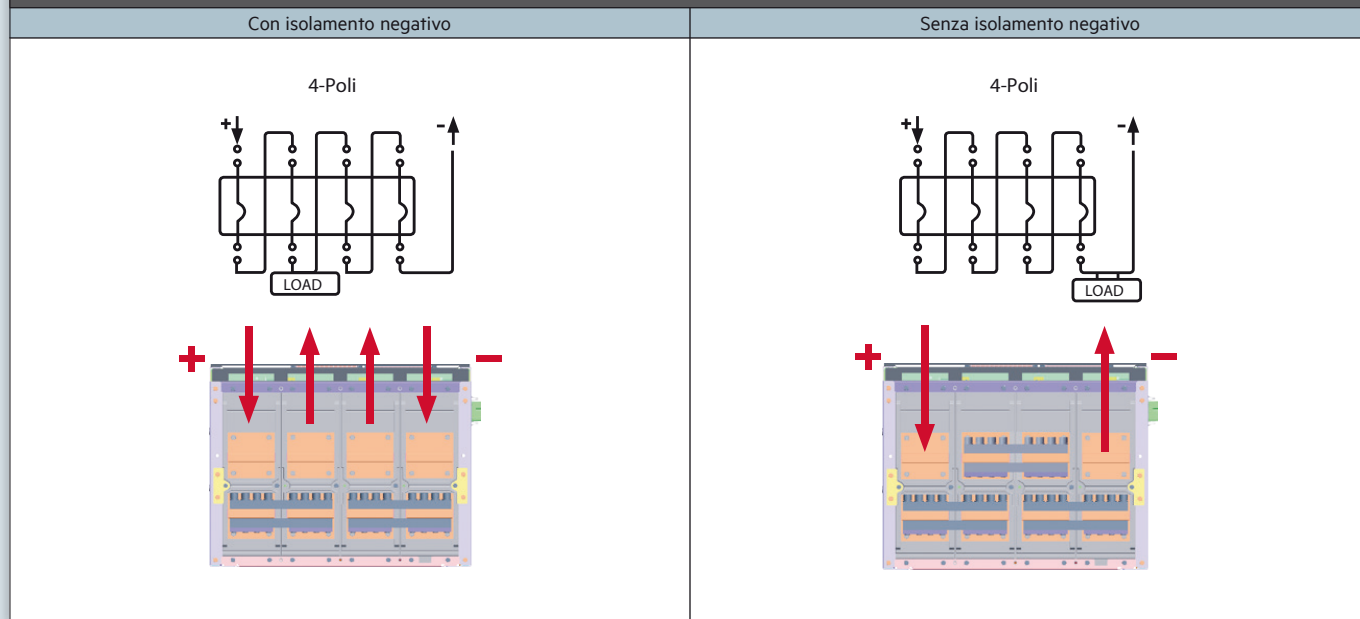 Con isolamento negativo
Senza isolamento negativo
4-Poli
4-Poli
+ -
+ -
LOAD
LOAD
+ -
+ -